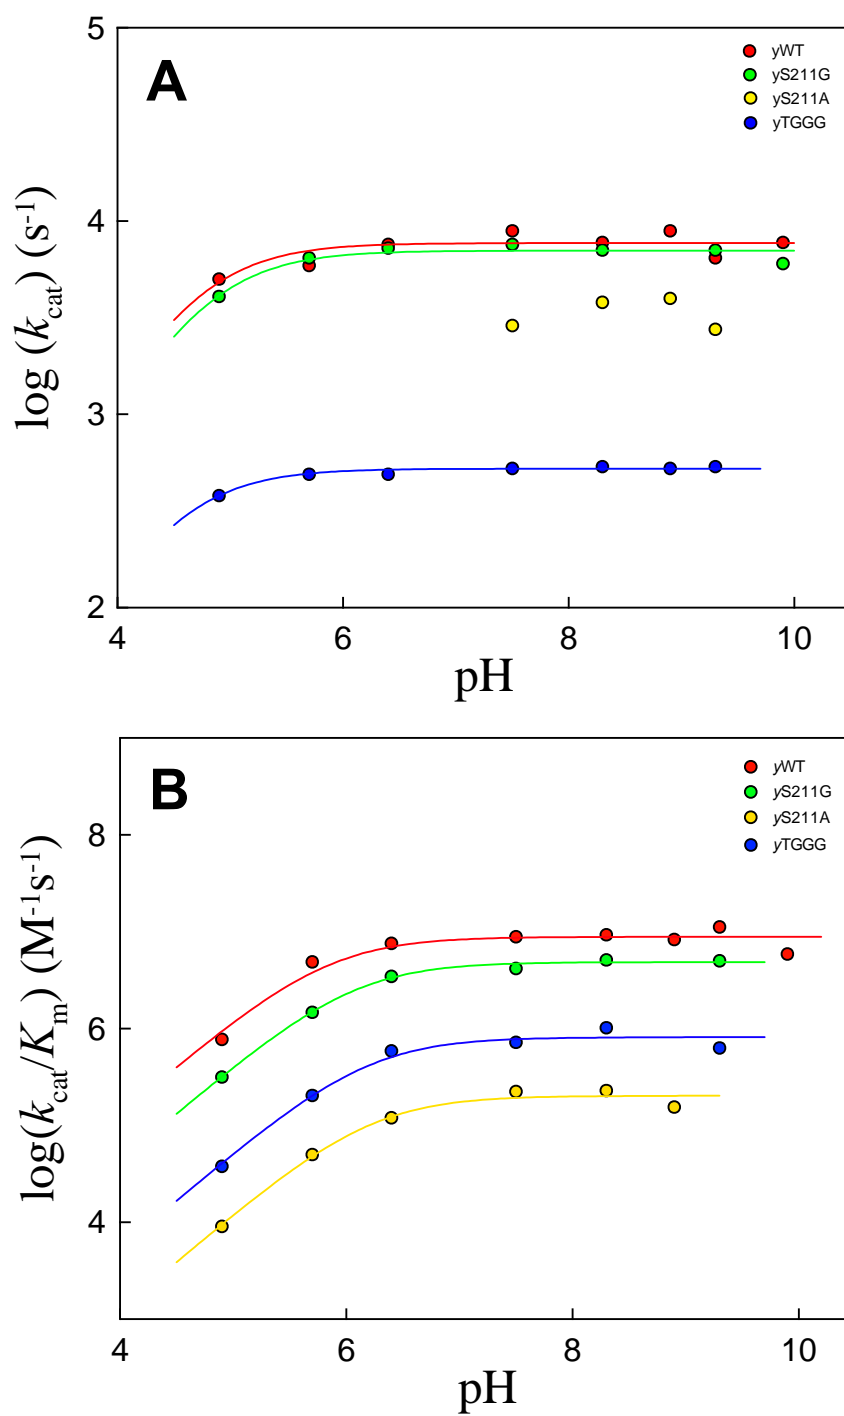 A
yWT
yS211G
yS211A
yTGGG
5
4
3
2
log (kcat) (s-1)
4
6
8
10
pH
B
yWT
yS211G
yS211A
yTGGG
8
6
4
log(kcat/Km) (M-1s-1)
4
6
8
10
pH